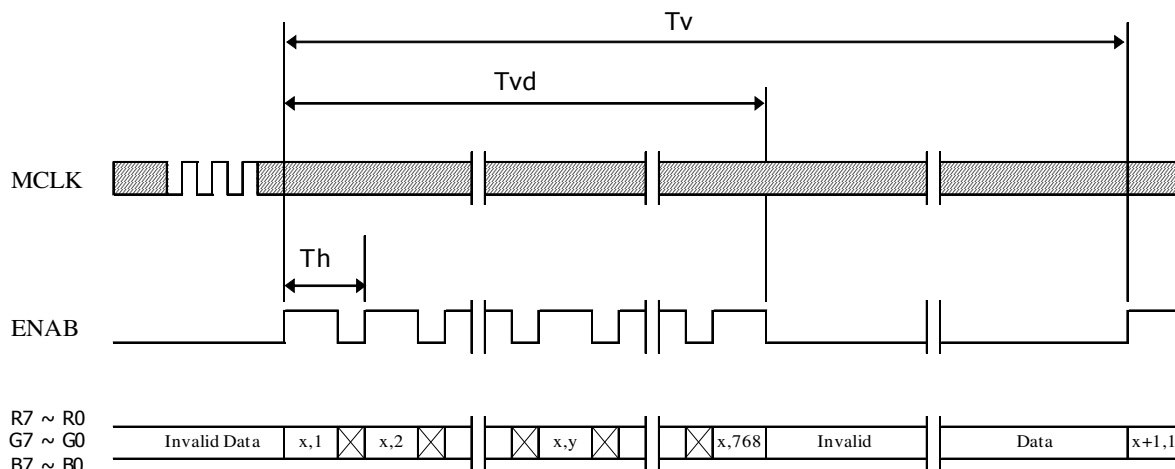 Tv
Tvd
MCLK
Th
ENAB
R7 ~ R0
G7 ~ G0
B7 ~ B0
Invalid Data x,1 x,2 x,y x,768 Invalid Data x+1,1